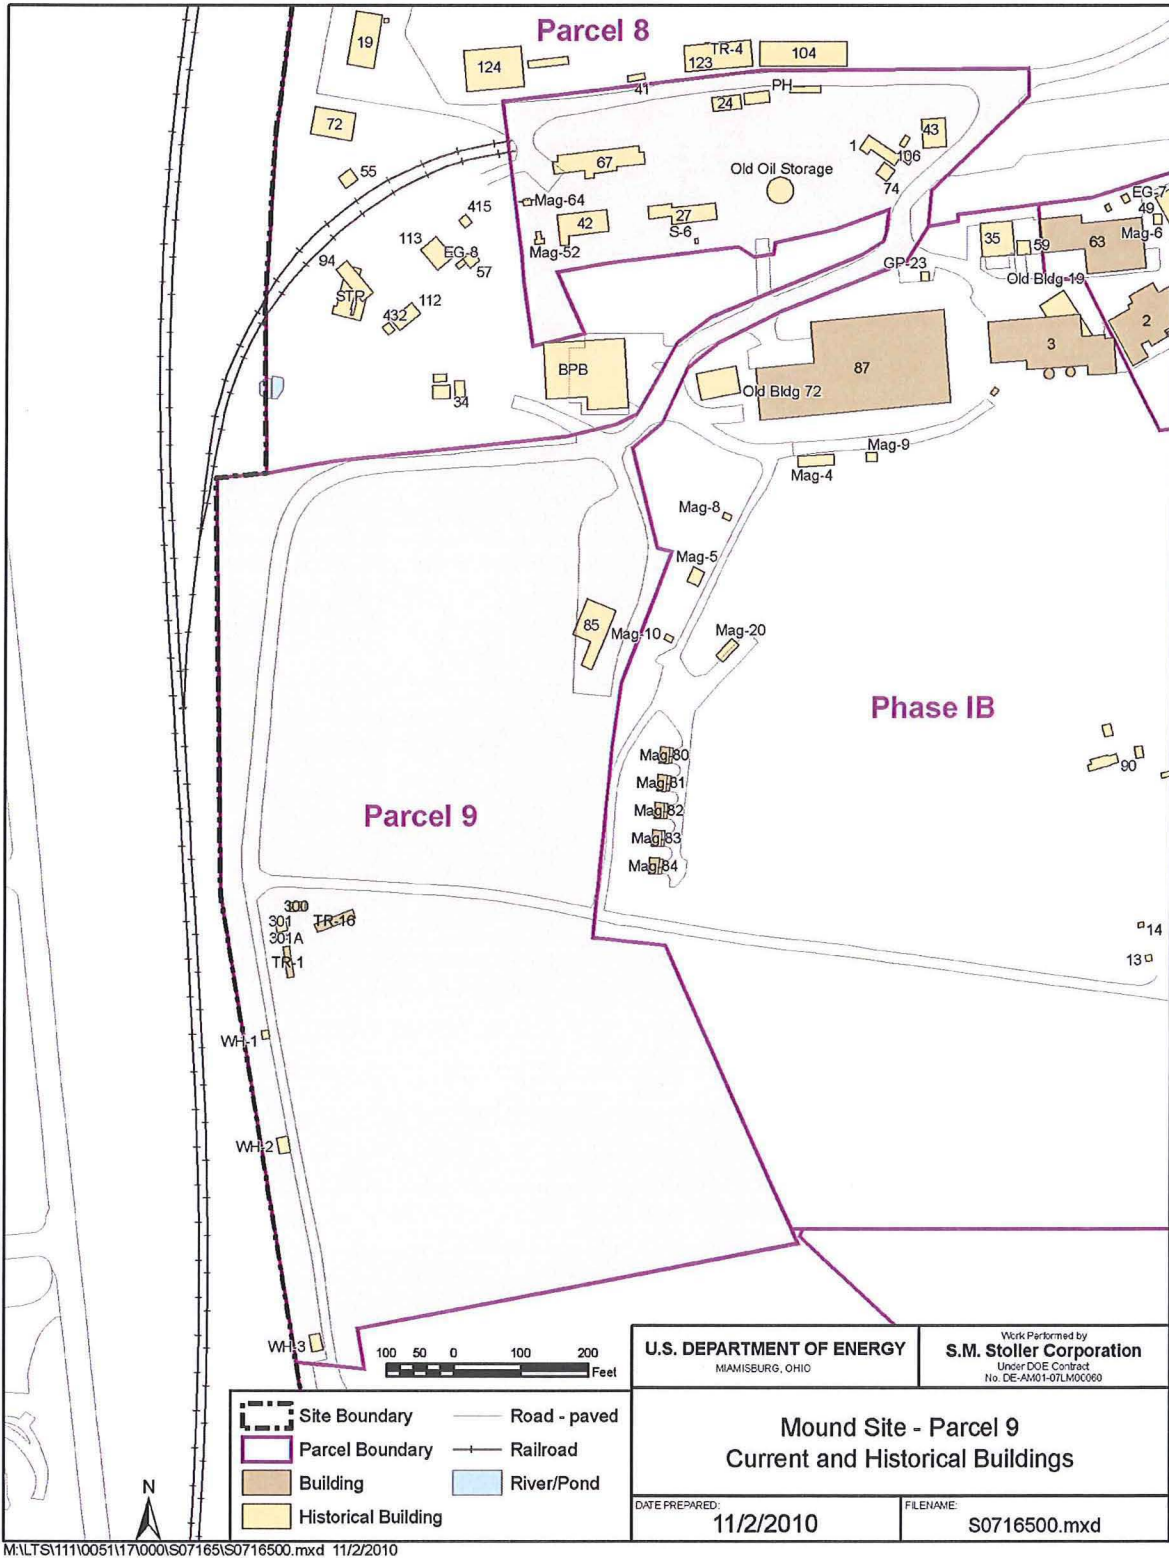 Parcel 8
19
124
TR-4
123
104
41
PH
24
72
43
1
106
67
55
Old Oil Storage
74
Mag-64
EG-7
49
415
42
27
S-6
Mag-6
113
35
59
63
EG-8
Mag-52
94
57
GP-23
Old Bldg 19
STR
112
432
2
3
BPB
87
34
Old Bldg 72
Mag-9
Mag-4
Mag-8
Mag-5
85
Mag-10
Mag-20
Phase IB
Mag-80
90
Mag-81
Parcel 9
Mag-82
Mag-83
Mag-84
300
301
TR-16
301A
TR-1
14
13
WH-1
WH-2
WH-3
100 50 0 100 200
Feet
Site Boundary
Road - paved
Parcel Boundary
Railroad
Building
River/Pond
Historical Building
N
U.S. DEPARTMENT OF ENERGY
MIAMISBURG, OHIO
Work Performed by
S.M. Stoller Corporation
Under DOE Contract
No. DE-AM01-07LM00060
Mound Site - Parcel 9
Current and Historical Buildings
DATE PREPARED:
11/2/2010
FILENAME:
S0716500.mxd
M:\LTS\111\0051\17\000\S07165\S0716500.mxd 11/2/2010